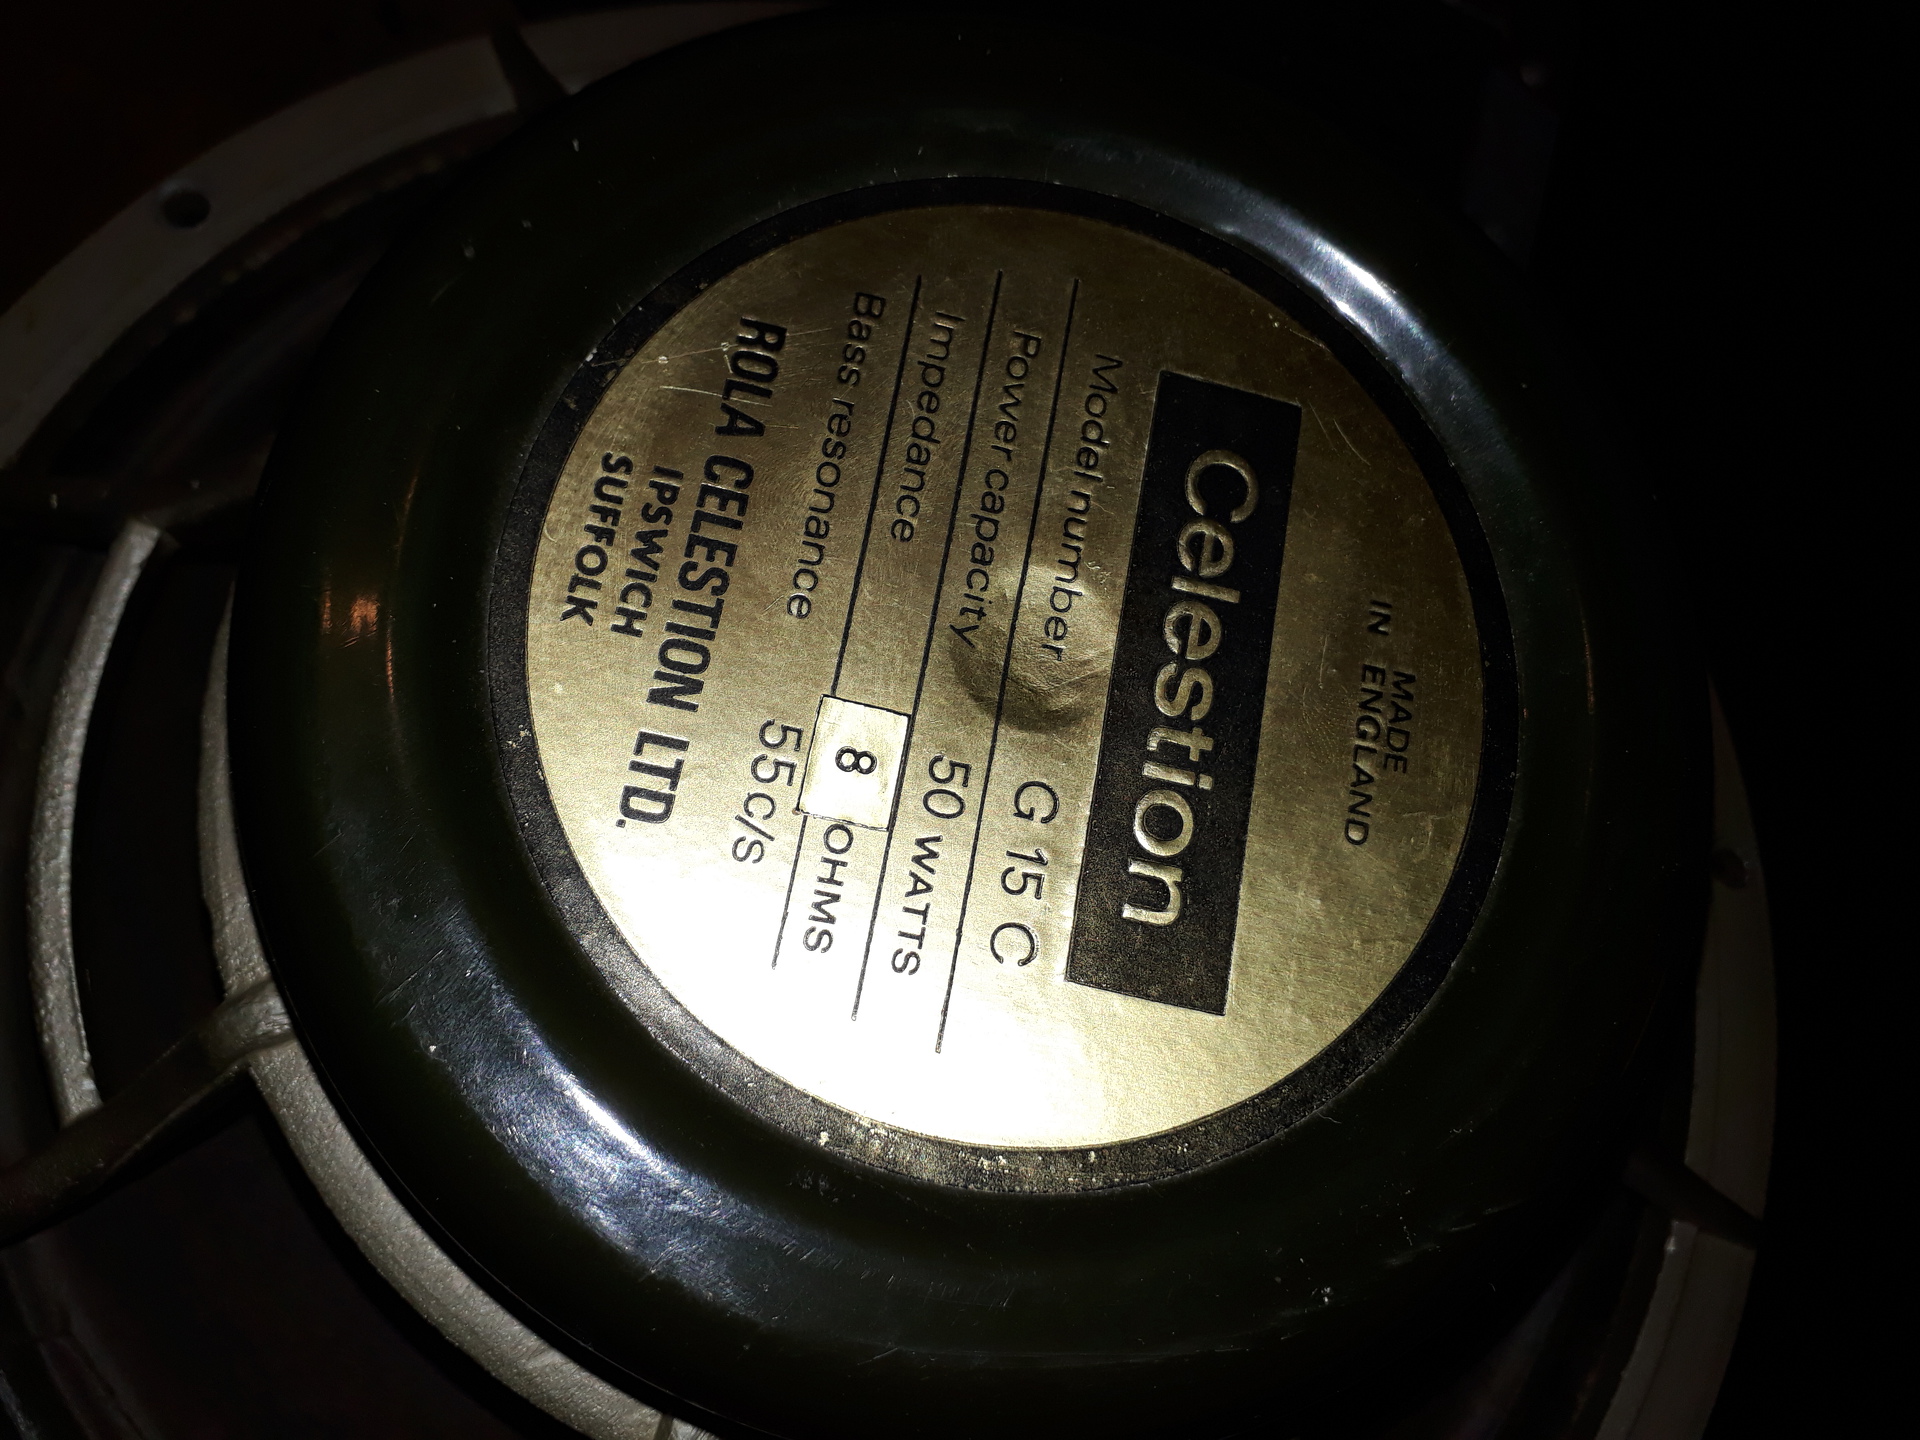 MADE
IN ENGLAND
Celestion
Model number G 15 C
Power capacity 50 WATTS
Impedance 8 OHMS
Bass resonance 55 c/s
ROLA CELESTION LTD.
IPSWICH
SUFFOLK